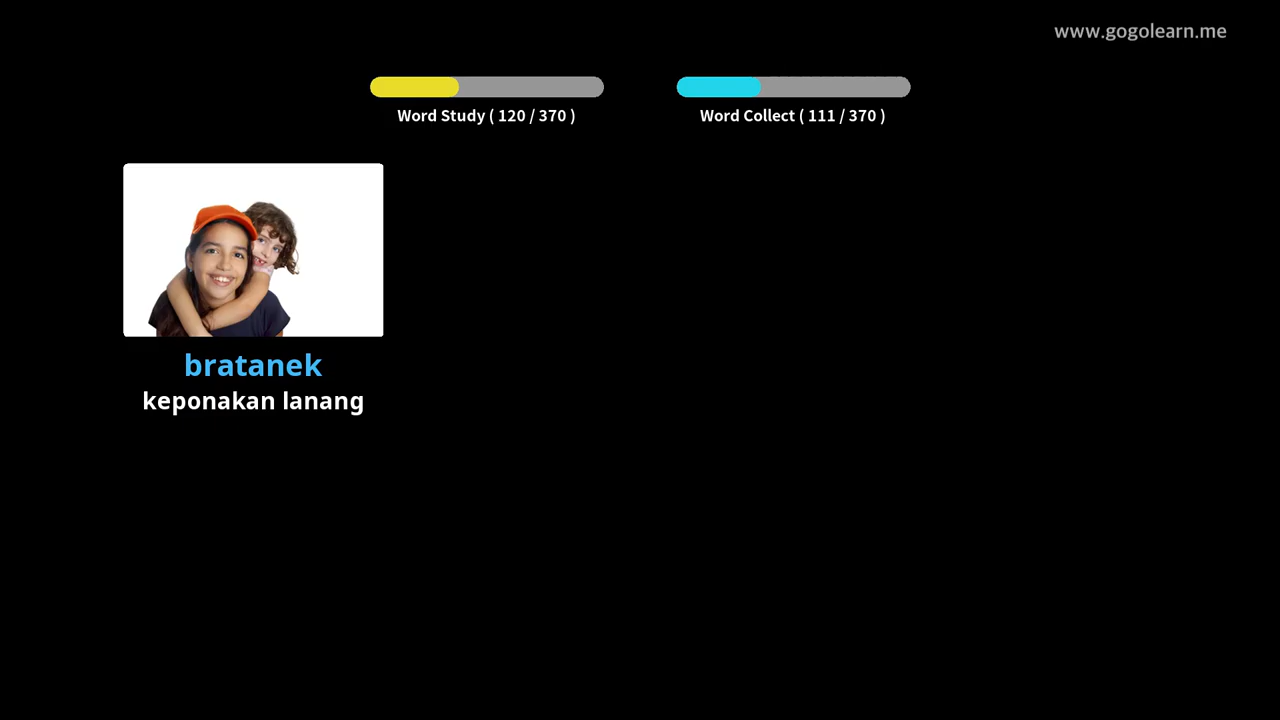 www.gogolearn.me
Word Study ( 120 / 370 )
Word Collect ( 111 / 370 )
bratanek
keponakan lanang